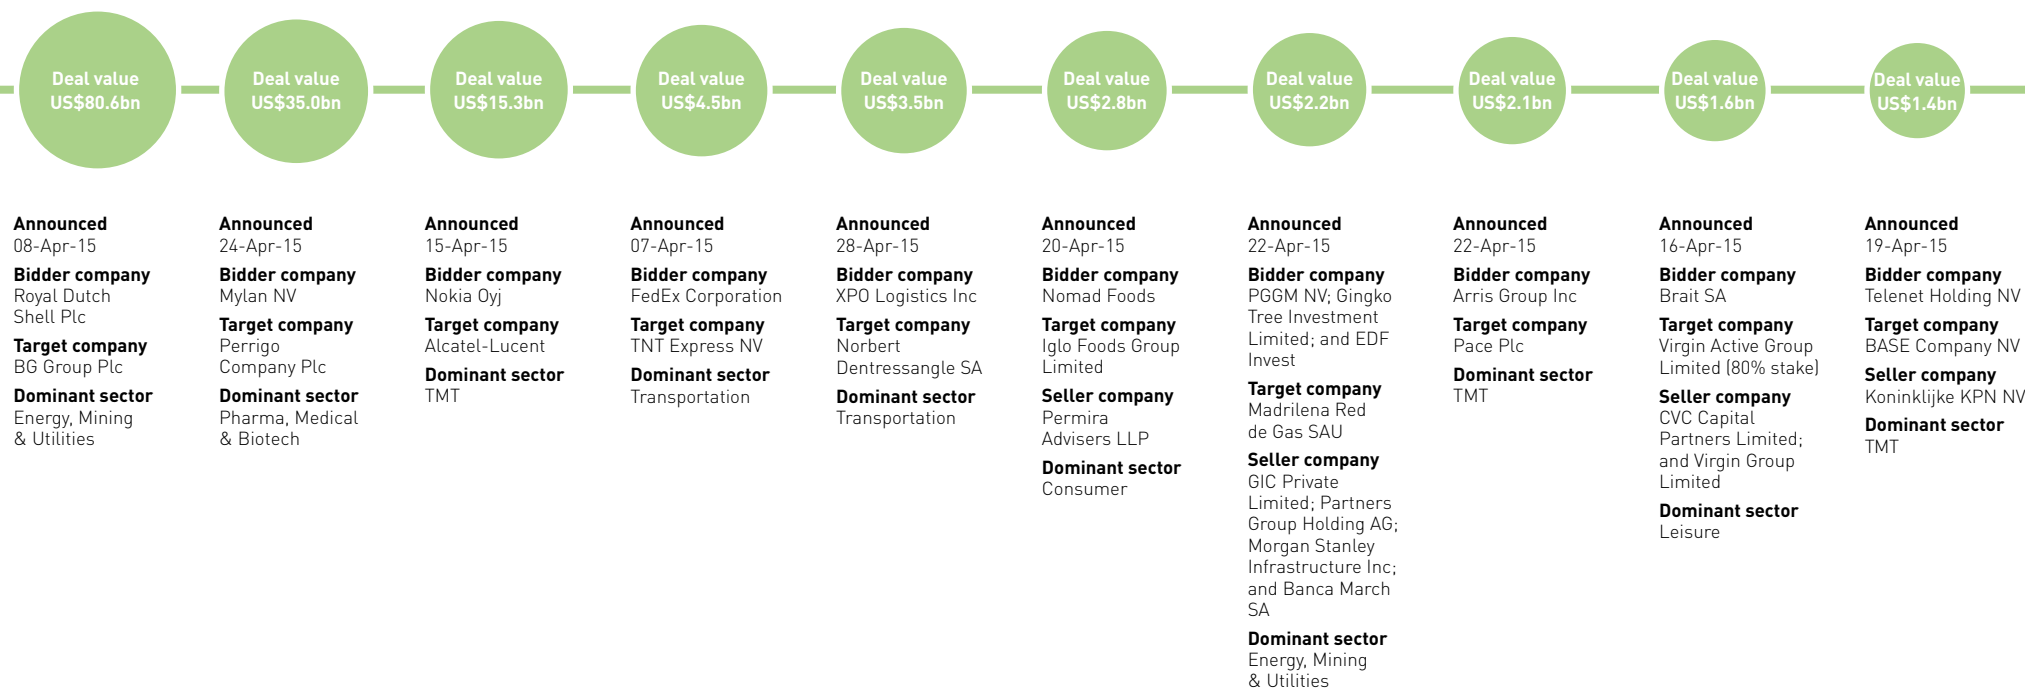 Deal value
US$80.6bn
Deal value
US$35.0bn
Deal value
US$15.3bn
Deal value
US$4.5bn
Deal value
US$3.5bn
Deal value
US$2.8bn
Deal value
US$2.2bn
Deal value
US$2.1bn
Deal value
US$1.6bn
Deal value
US$1.4bn
Announced
08-Apr-15
Bidder company
Royal Dutch
Shell Plc
Target company
BG Group Plc
Dominant sector
Energy, Mining
& Utilities
Announced
24-Apr-15
Bidder company
Mylan NV
Target company
Perrigo
Company Plc
Dominant sector
Pharma, Medical
& Biotech
Announced
15-Apr-15
Bidder company
Nokia Oyj
Target company
Alcatel-Lucent
Dominant sector
TMT
Announced
07-Apr-15
Bidder company
FedEx Corporation
Target company
TNT Express NV
Dominant sector
Transportation
Announced
28-Apr-15
Bidder company
XPO Logistics Inc
Target company
Norbert
Dentressangle SA
Dominant sector
Transportation
Announced
20-Apr-15
Bidder company
Nomad Foods
Target company
Iglo Foods Group
Limited
Seller company
Permira
Advisers LLP
Dominant sector
Consumer
Announced
22-Apr-15
Bidder company
PGGM NV; Gingko
Tree Investment
Limited; and EDF
Invest
Target company
Madrilena Red
de Gas SAU
Seller company
GIC Private
Limited; Partners
Group Holding AG;
Morgan Stanley
Infrastructure Inc;
and Banca March
SA
Dominant sector
Energy, Mining
& Utilities
Announced
22-Apr-15
Bidder company
Arris Group Inc
Target company
Pace Plc
Dominant sector
TMT
Announced
16-Apr-15
Bidder company
Brait SA
Target company
Virgin Active Group
Limited (80% stake)
Seller company
CVC Capital
Partners Limited;
and Virgin Group
Limited
Dominant sector
Leisure
Announced
19-Apr-15
Bidder company
Telenet Holding NV
Target company
BASE Company NV
Seller company
Koninklijke KPN NV
Dominant sector
TMT